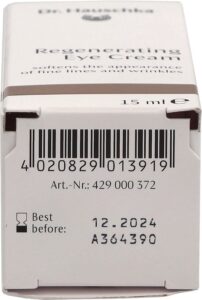 Dr. Hauschka
Regenerating
Eye Cream
softens the appearance
of fine lines and wrinkles
15 ml e
4 020829 013919
Art.-Nr.: 429 000 372
Best 12.2024
before: A364390